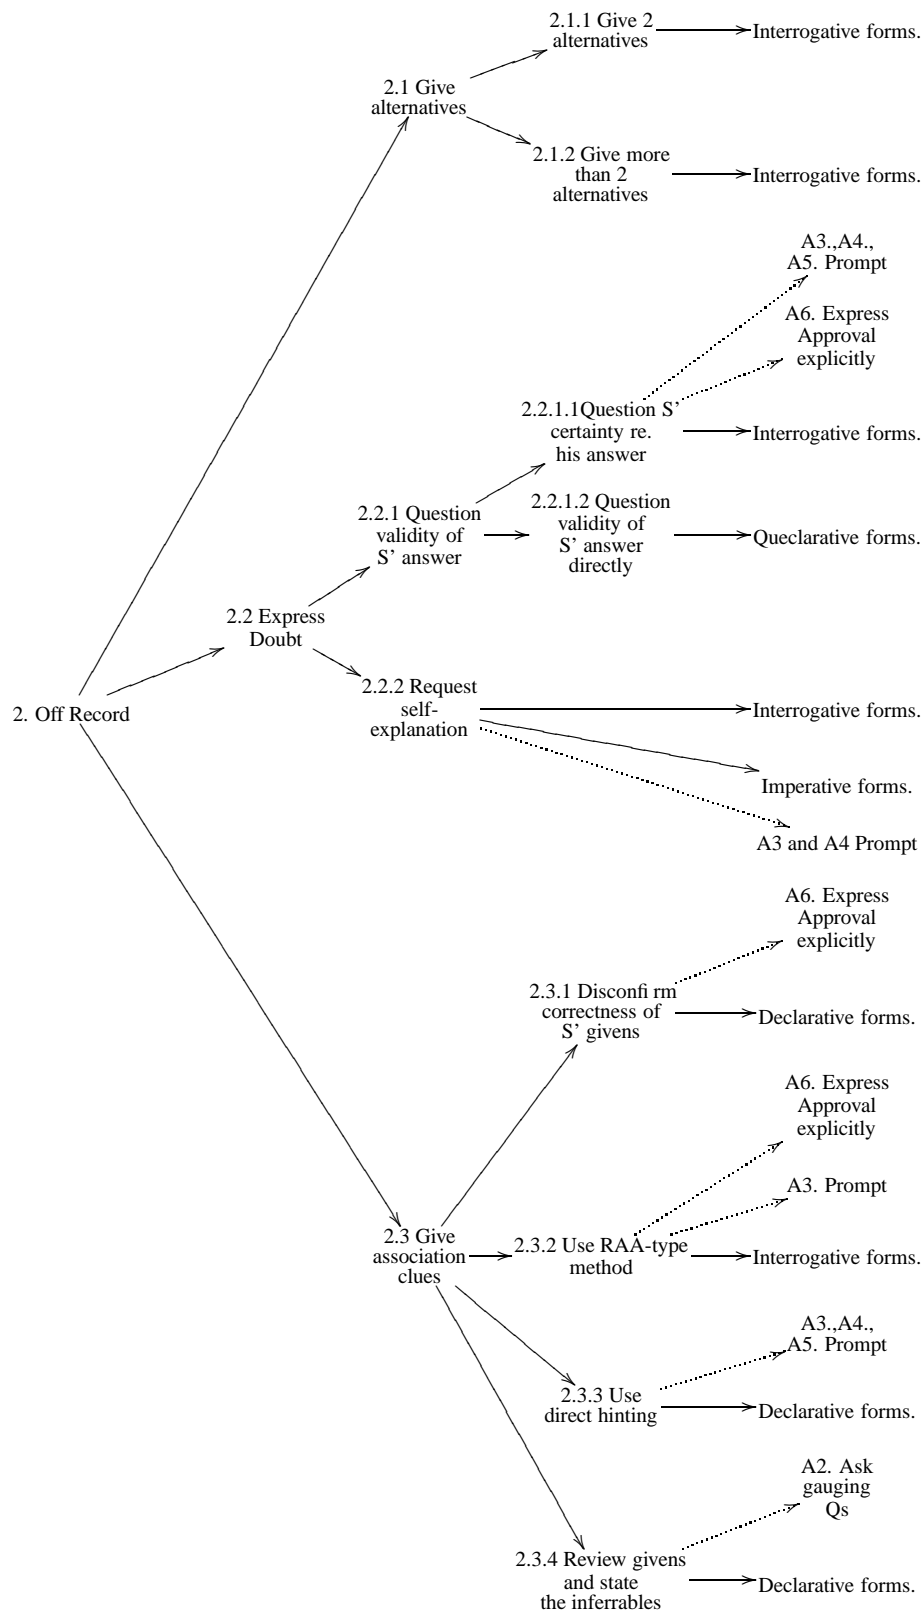 2.1.1 Give 2
alternatives
Interrogative forms.
2.1 Give
alternatives
2.1.2 Give more
than 2
alternatives
Interrogative forms.
A3.,A4.,
A5. Prompt
A6. Express
Approval
explicitly
2.2.1.1Question S’
certainty re.
his answer
Interrogative forms.
2.2.1 Question
validity of
S’ answer
2.2.1.2 Question
validity of
S’ answer
directly
Queclarative forms.
2.2 Express
Doubt
2.2.2 Request
self-
explanation
Interrogative forms.
2. Off Record
Imperative forms.
A3 and A4 Prompt
A6. Express
Approval
explicitly
2.3.1 Disconfi rm
correctness of
S’ givens
Declarative forms.
A6. Express
Approval
explicitly
A3. Prompt
2.3 Give
association
clues
2.3.2 Use RAA-type
method
Interrogative forms.
A3.,A4.,
A5. Prompt
2.3.3 Use
direct hinting
Declarative forms.
A2. Ask
gauging
Qs
2.3.4 Review givens
and state
the inferrables
Declarative forms.